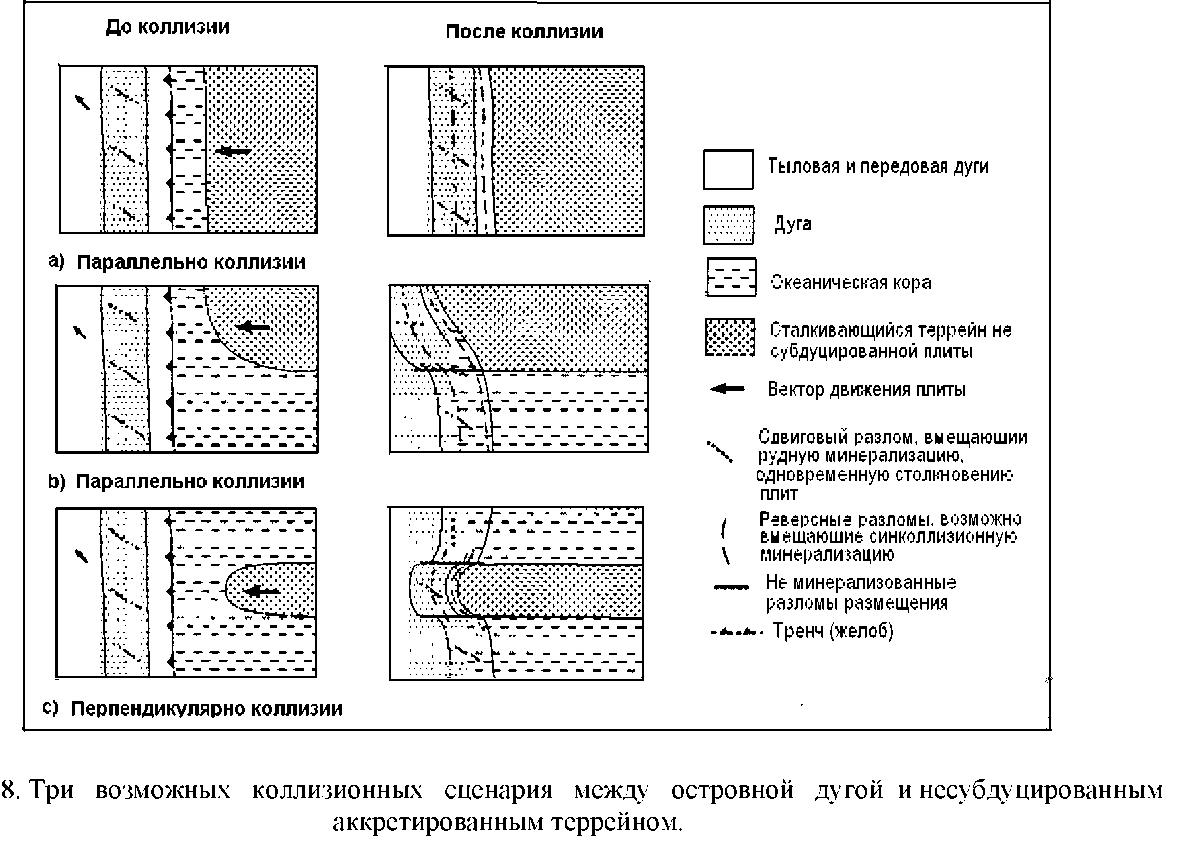 До коллизии
После коллизии
a) Параллельно коллизии
b) Параллельно коллизии
c) Перпендикулярно коллизии
Тыловая и передовая дуги
Дуга
Океаническая кора
Сталкивающийся террейн не
субдуцированной плиты
Вектор движения плиты
Сдвиговый разлом, вмещающии
рудную минерализацию,
одновременную столкновению
плит
Реверсные разломы, возможно
вмещающие синколлизионную
минерализацию
Не минерализованные
разломы размещения
Тренч (желоб)
8. Три возможных коллизионных сценария между островной дугой и несубдуцированным
аккретированным террейном.